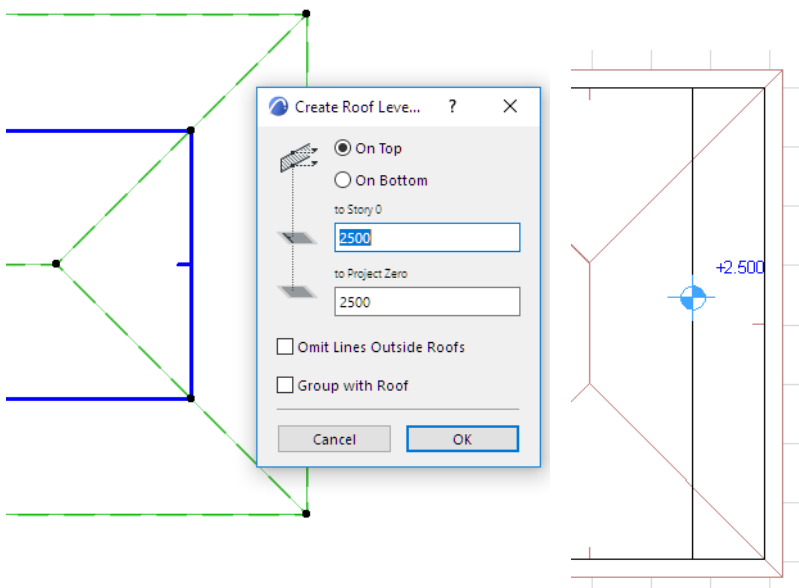 Create Roof Leve... ?
On Top
On Bottom
to Story 0
2500
to Project Zero
2500
Omit Lines Outside Roofs
Group with Roof
Cancel OK
+2.500